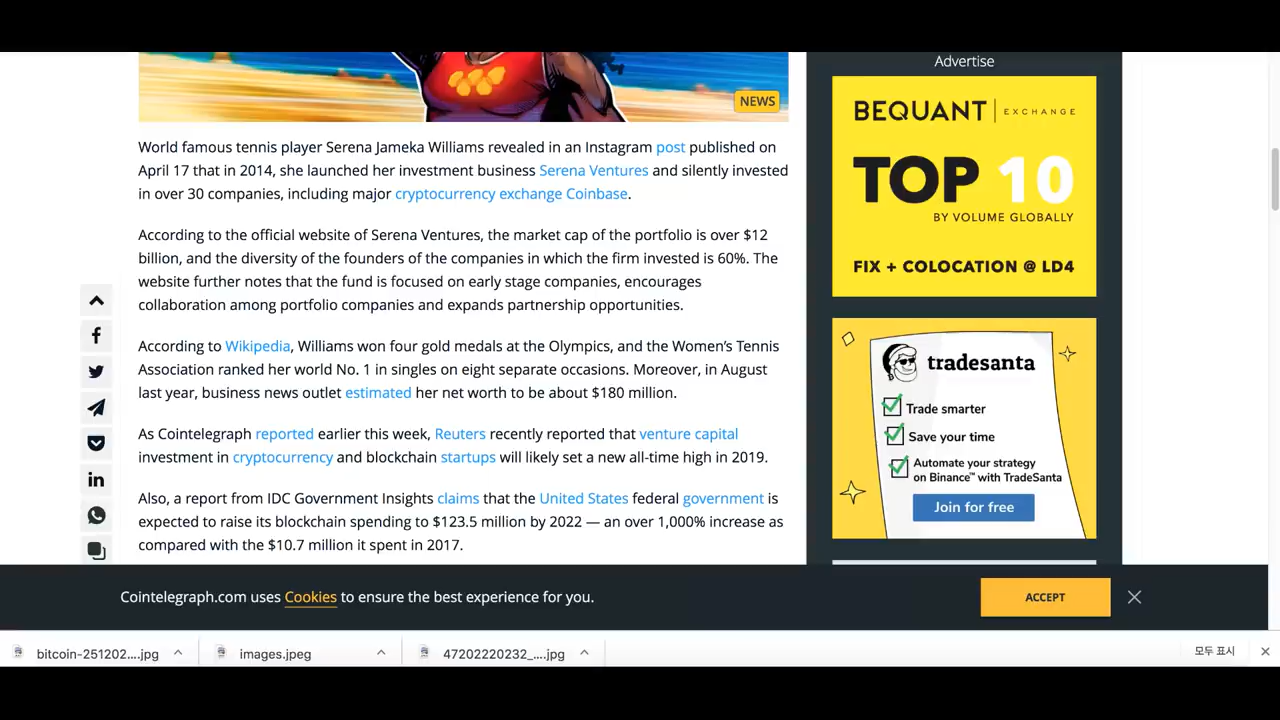 NEWS
World famous tennis player Serena Jameka Williams revealed in an Instagram post published on
April 17 that in 2014, she launched her investment business Serena Ventures and silently invested
in over 30 companies, including major cryptocurrency exchange Coinbase.
According to the official website of Serena Ventures, the market cap of the portfolio is over $12
billion, and the diversity of the founders of the companies in which the firm invested is 60%. The
website further notes that the fund is focused on early stage companies, encourages
collaboration among portfolio companies and expands partnership opportunities.
According to Wikipedia, Williams won four gold medals at the Olympics, and the Women’s Tennis
Association ranked her world No. 1 in singles on eight separate occasions. Moreover, in August
last year, business news outlet estimated her net worth to be about $180 million.
As Cointelegraph reported earlier this week, Reuters recently reported that venture capital
investment in cryptocurrency and blockchain startups will likely set a new all-time high in 2019.
Also, a report from IDC Government Insights claims that the United States federal government is
expected to raise its blockchain spending to $123.5 million by 2022 — an over 1,000% increase as
compared with the $10.7 million it spent in 2017.
Advertise
BEQUANT | EXCHANGE
TOP 10
BY VOLUME GLOBALLY
FIX + COLOCATION @ LD4
tradesanta
Trade smarter
Save your time
Automate your strategy
on Binance™ with TradeSanta
Join for free
Cointelegraph.com uses Cookies to ensure the best experience for you.
ACCEPT
bitcoin-251202....jpg
images.jpeg
47202220232_....jpg
모두 표시